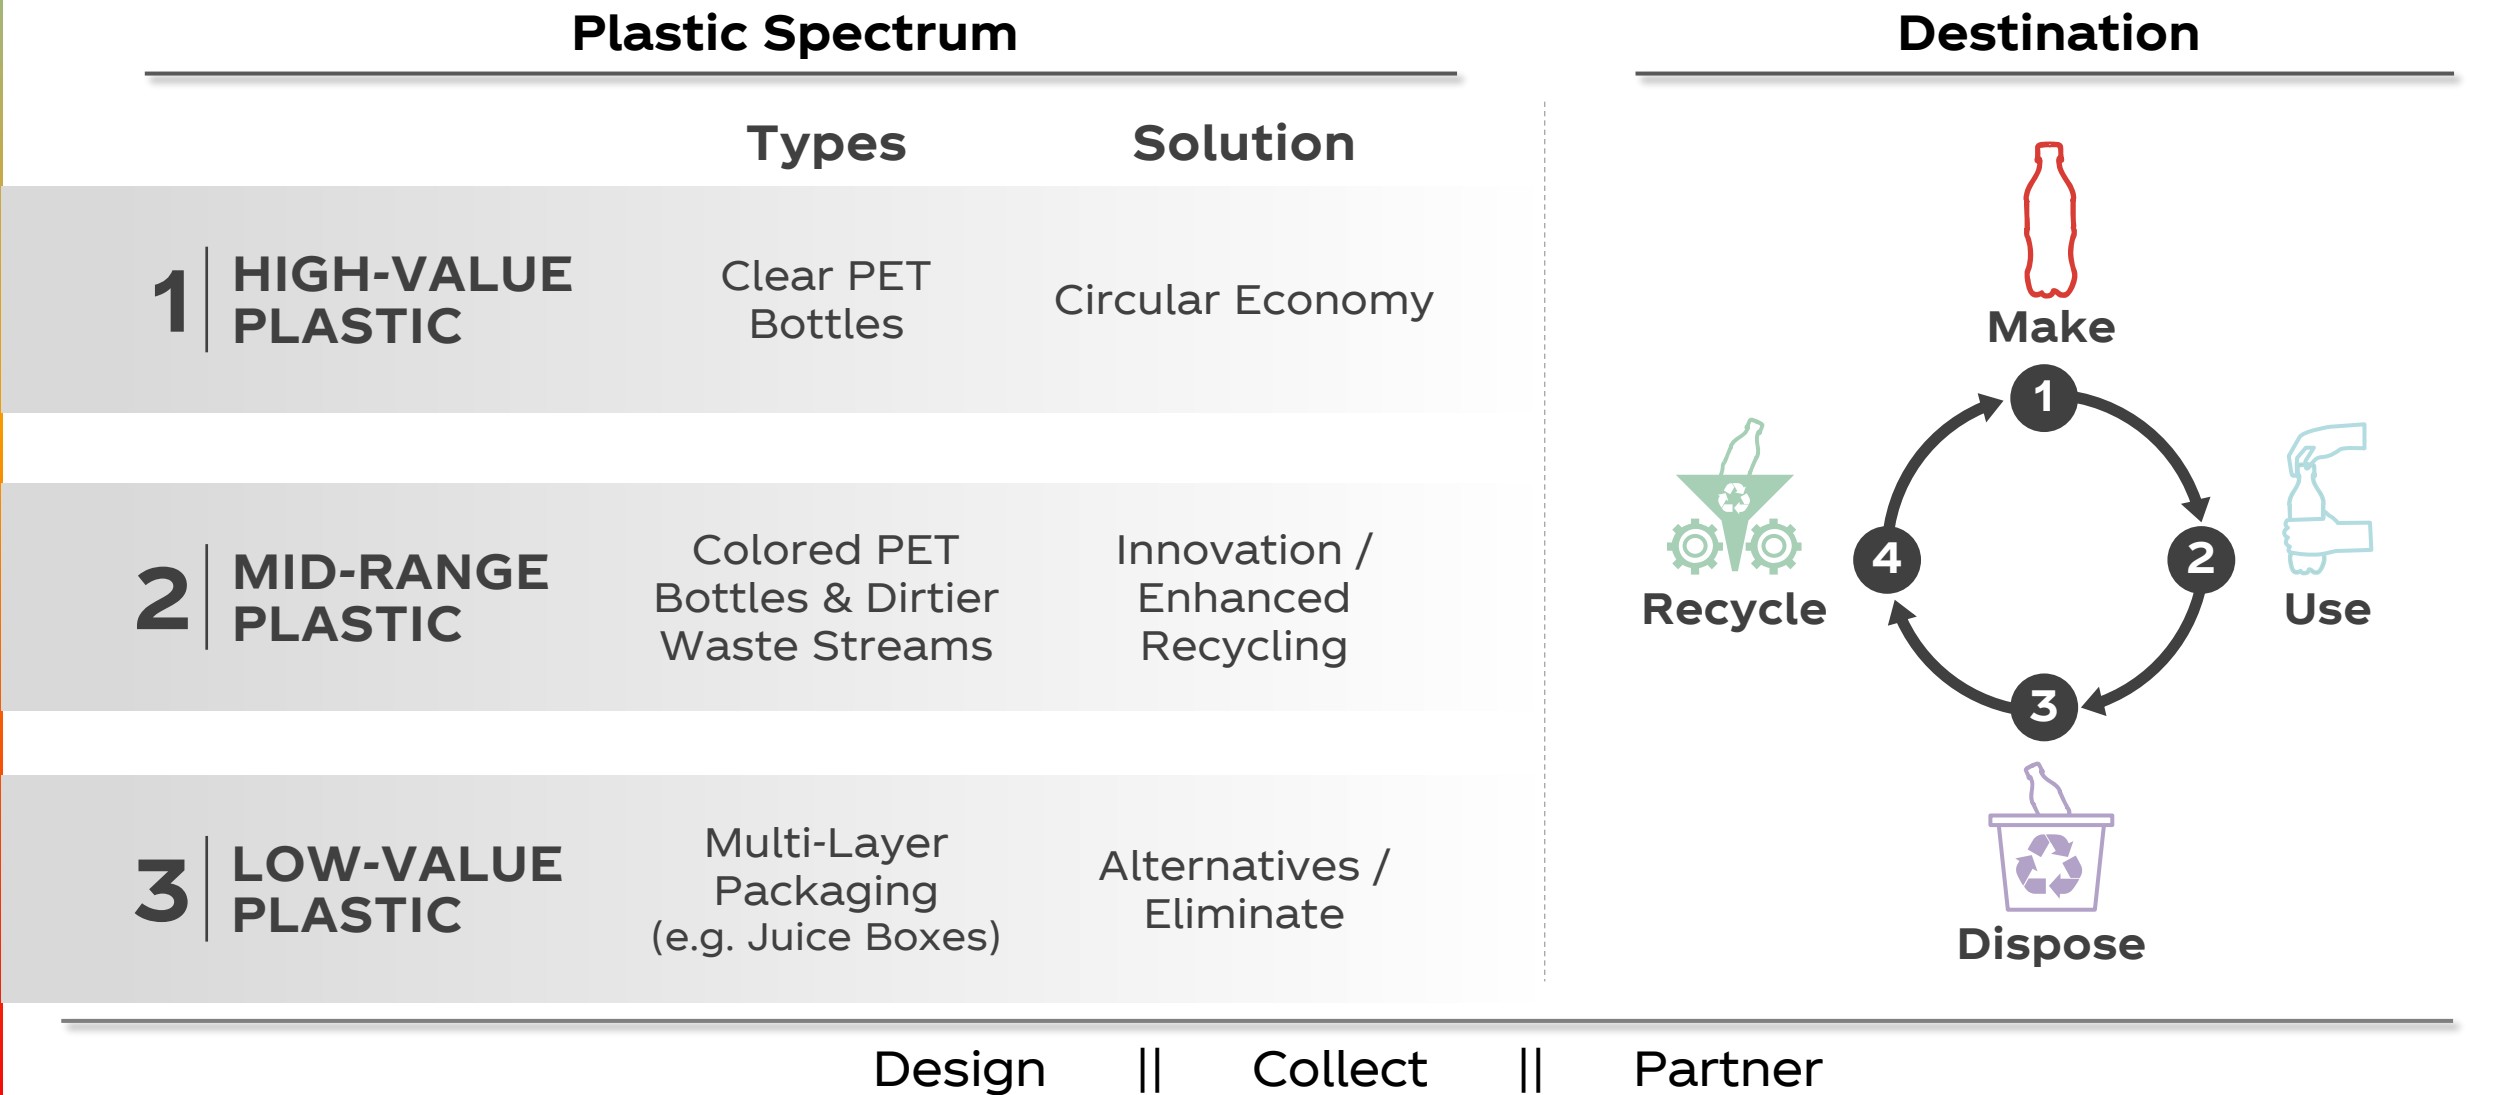 Plastic Spectrum
Types
Solution
1
HIGH-VALUE
PLASTIC
Clear PET
Bottles
Circular Economy
2
MID-RANGE
PLASTIC
Colored PET
Bottles & Dirtier
Waste Streams
Innovation /
Enhanced
Recycling
3
LOW-VALUE
PLASTIC
Multi-Layer
Packaging
(e.g. Juice Boxes)
Alternatives /
Eliminate
Destination
Make
1
2
Use
3
Dispose
4
Recycle
Design || Collect || Partner